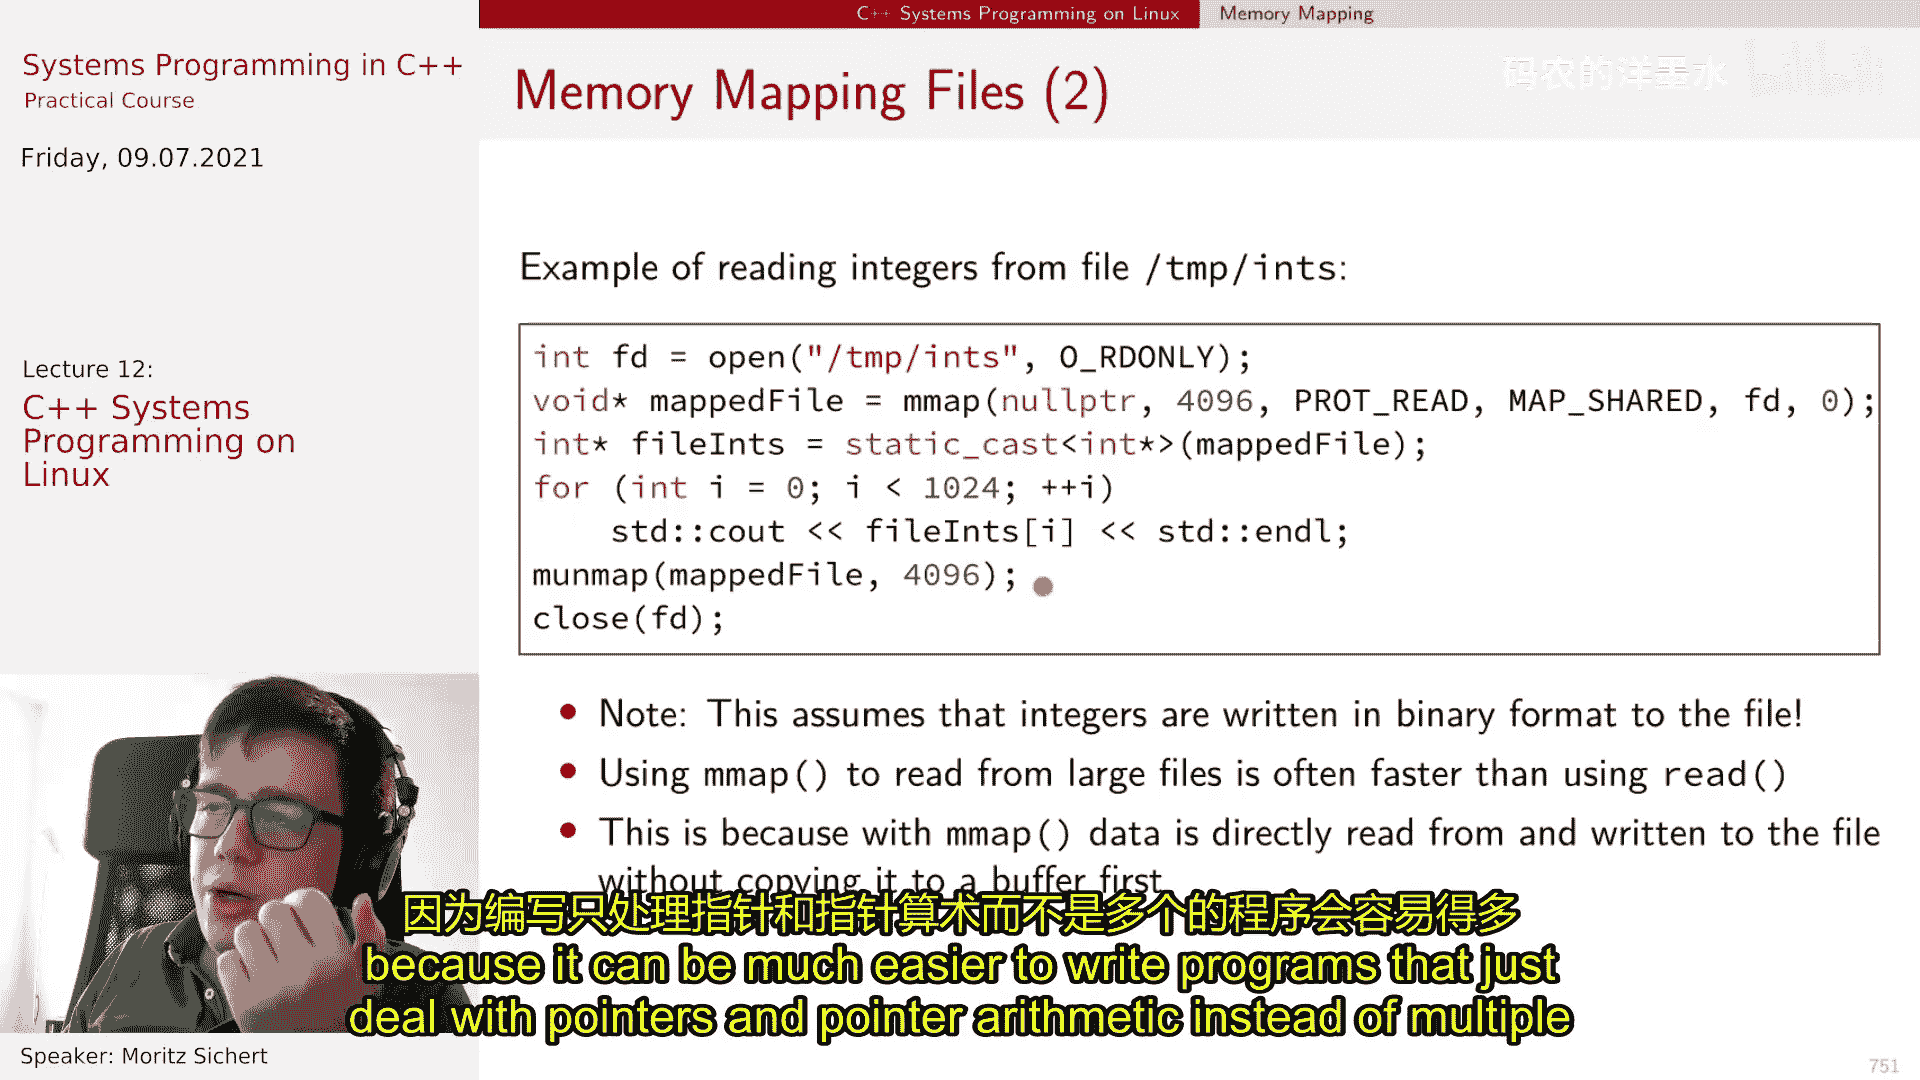 C++ Systems Programming on Linux
Memory Mapping
Systems Programming in C++
Practical Course
Friday, 09.07.2021
Lecture 12:
C++ Systems
Programming on
Linux
Memory Mapping Files (2)
码农的洋墨水
Example of reading integers from file /tmp/ints:
int fd = open("/tmp/ints", O_RDONLY);
void* mappedFile = mmap(nullptr, 4096, PROT_READ, MAP_SHARED, fd, 0);
int* fileInts = static_cast<int*>(mappedFile);
for (int i = 0; i < 1024; ++i)
    std::cout << fileInts[i] << std::endl;
munmap(mappedFile, 4096);
close(fd);
• Note: This assumes that integers are written in binary format to the file!
• Using mmap() to read from large files is often faster than using read()
• This is because with mmap() data is directly read from and written to the file
without copying it to a buffer first
因为编写只处理指针和指针算术而不是多个的程序会容易得多
because it can be much easier to write programs that just
deal with pointers and pointer arithmetic instead of multiple
Speaker: Moritz Sichert
751